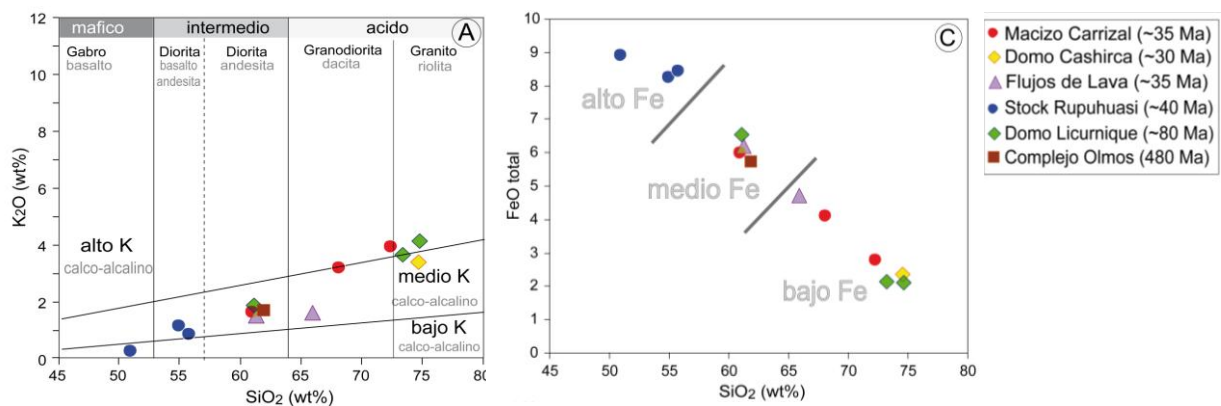 A
mafico
intermedio
acido
Gabro
basalto
Diorita
basalto
andesita
Diorita
andesita
Granodiorita
dacita
Granito
riolita
alto K
calco-alcalino
medio K
calco-alcalino
bajo K
calco-alcalino
K2O (wt%)
12
10
8
6
4
2
0
45
50
55
60
65
70
75
80
SiO2 (wt%)
C
alto Fe
medio Fe
bajo Fe
FeO total
10
9
8
7
6
5
4
3
2
1
0
45
50
55
60
65
70
75
80
SiO2 (wt%)
Macizo Carrizal (~35 Ma)
Domo Cashirca (~30 Ma)
Flujos de Lava (~35 Ma)
Stock Rupuhuasi (~40 Ma)
Domo Licurnique (~80 Ma)
Complejo Olmos (480 Ma)